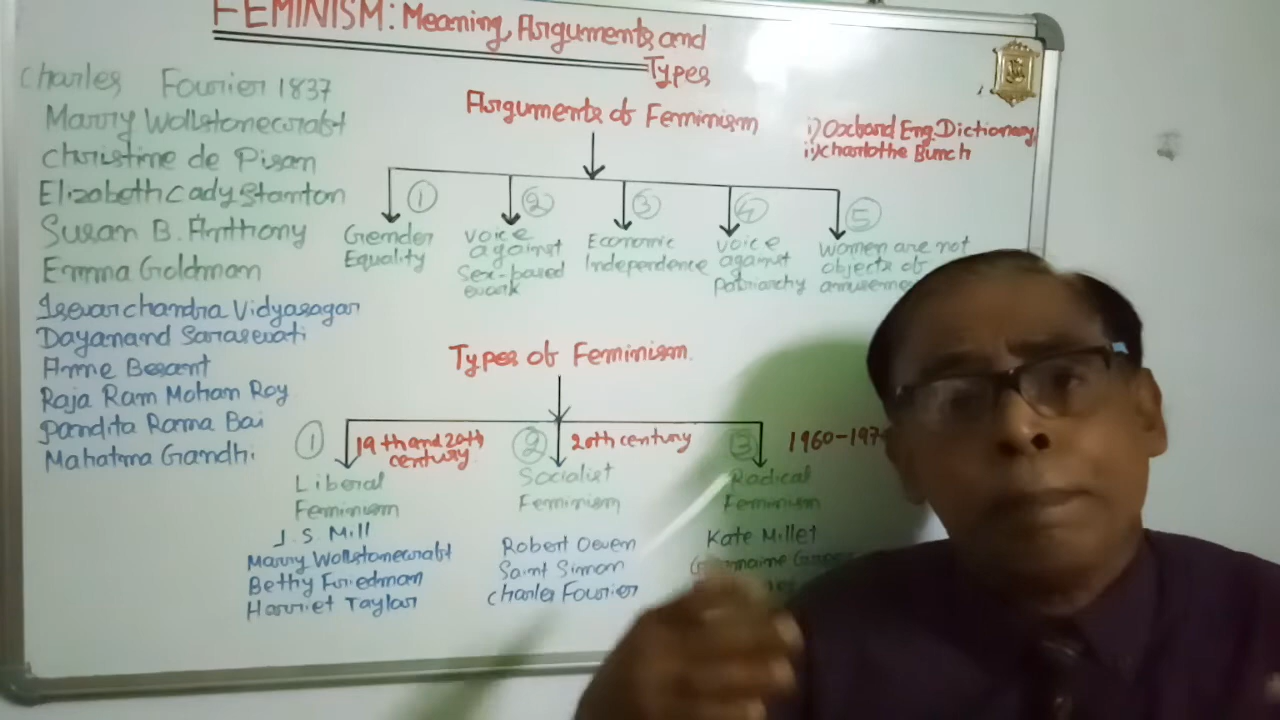 FEMINISM: Meaning, Arguments and
Types
Charles Fourier 1837
Marry Wollstonecraft
Christine de Pisan
Elizabeth Cady Stanton
Susan B. Anthony
Emma Goldman
Iswarchandra Vidyasagar
Dayanand Saraswati
Anne Besant
Raja Ram Mohan Roy
Pandita Rama Bai
Mahatma Gandhi
Arguments of Feminism
i) Oxford Eng. Dictionary
ii) Charlothe Bunch
1
Gender
Equality
2
voice
against
Sex-based
work
3
Economic
Independence
4
voice
against
patriarchy
5
women are not
objects of
Types of Feminism
1
19th and 20th
century
Liberal
Feminism
J. S. Mill
Marry Wollstonecraft
Bethy Friedman
Harriet Taylor
2
20th century
Socialist
Feminism
Robert Owen
Saint Simon
Charles Fourier
3
1960-197
Radical
Feminism
Kate Millet